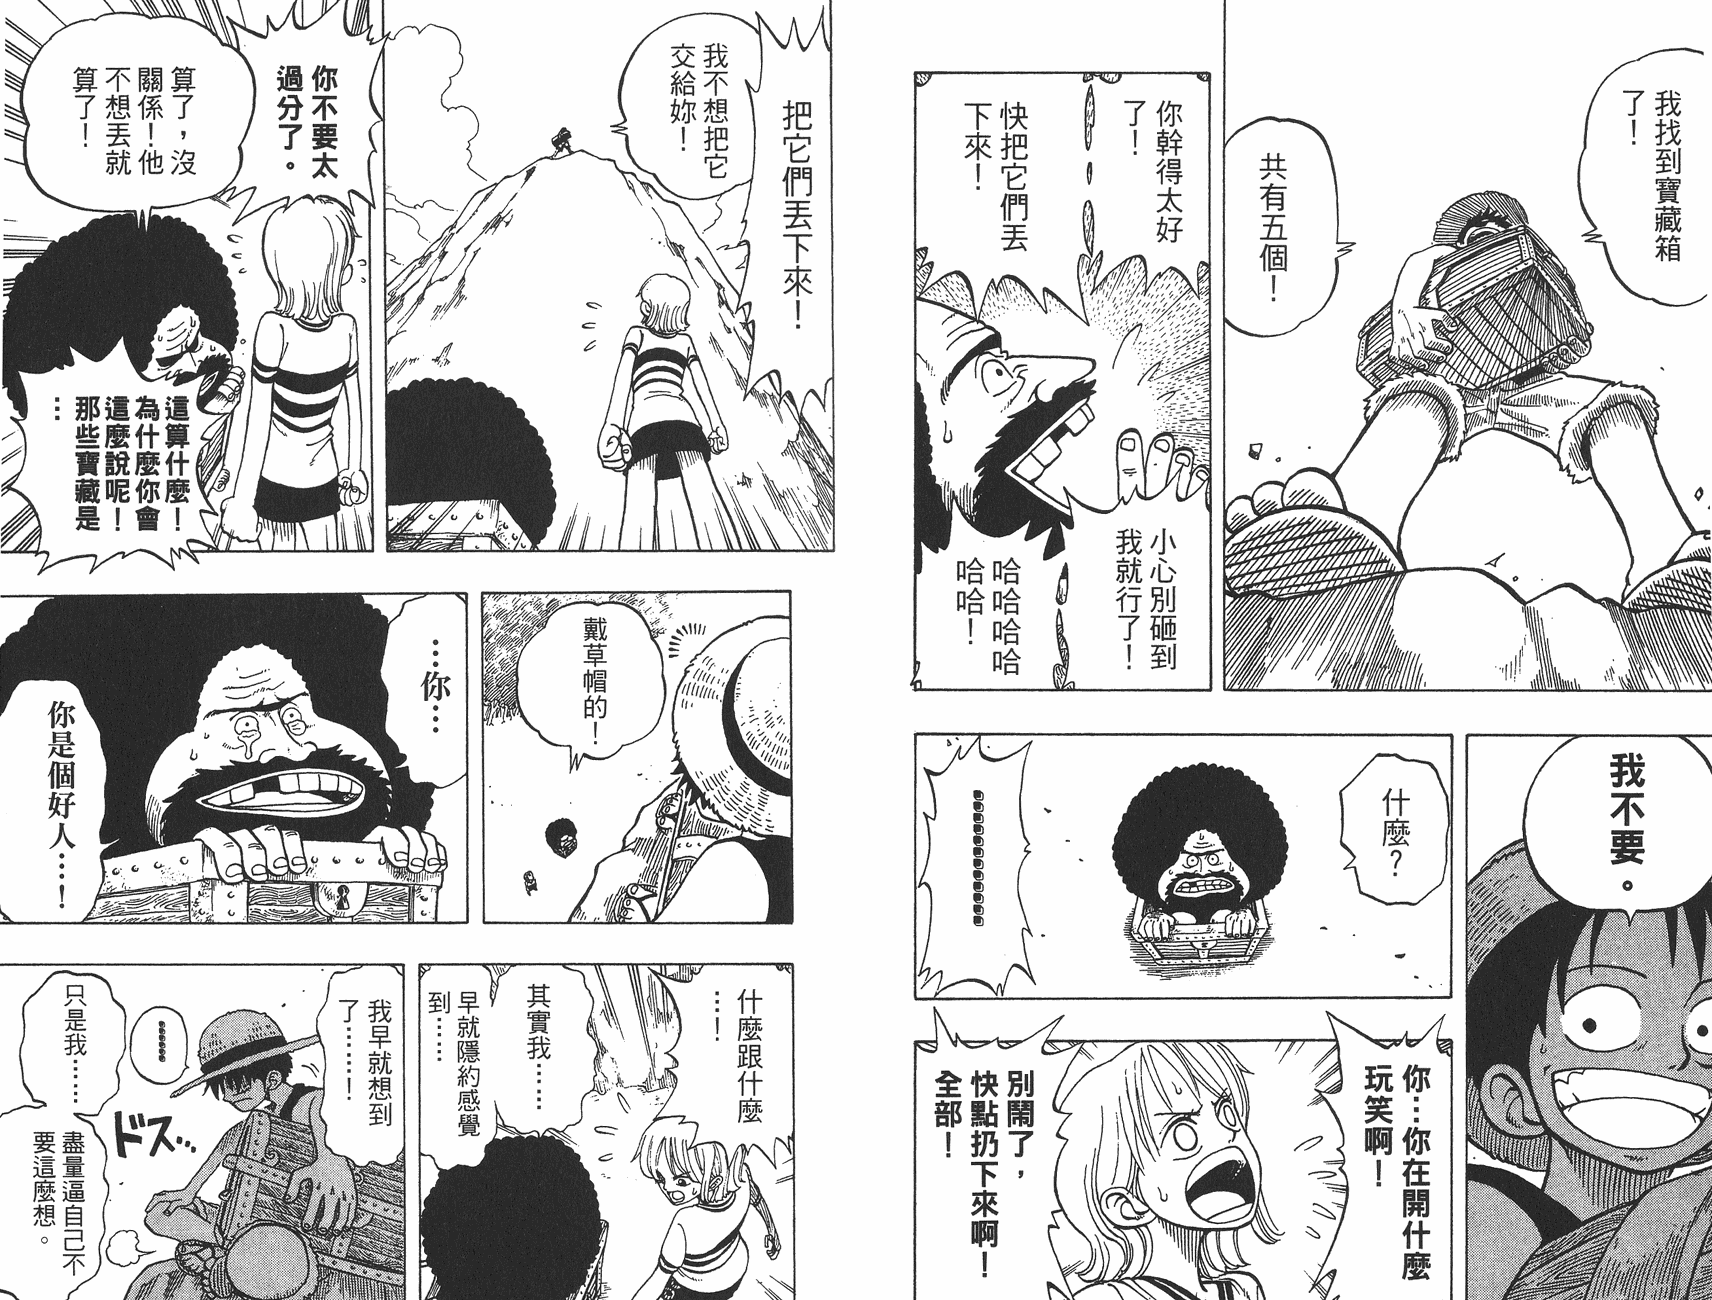 我找到寶藏箱
了！
共有五個！
你幹得太好
了！
快把它們丟
下來！
小心別砸到
我就行了！
哈哈哈哈
哈哈！
我不要。
什麼？
你…你在開什麼
玩笑啊！
別鬧了，
快點扔下來啊！
全部！
把它們丟下來！
我不想把它
交給妳！
你不要太
過分了。
算了，沒
關係！他
不想丟就
算了！
這算什麼！
為什麼你會
這麼說呢！
那些寶藏是
…
戴草帽的！
…你…
你是個好人……！
什麼跟什麼
…！
其實我……
早就隱約感覺
到……
我早就想到
了……！
………
ドス…
只是我……
盡量逼自己不
要這麼想。